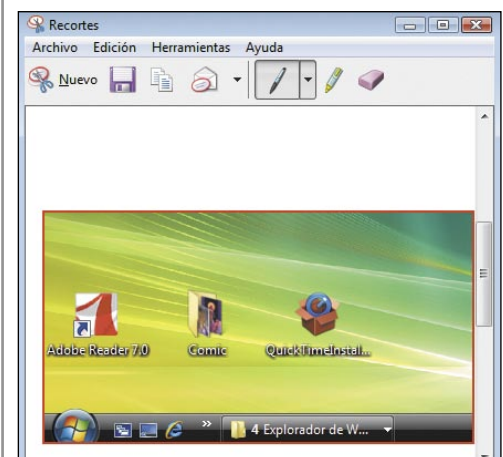 Recortes
Archivo Edición Herramientas Ayuda
Nuevo
Adobe Reader 7.0 Comic QuickTimeInstal...
» 4 Explorador de W...